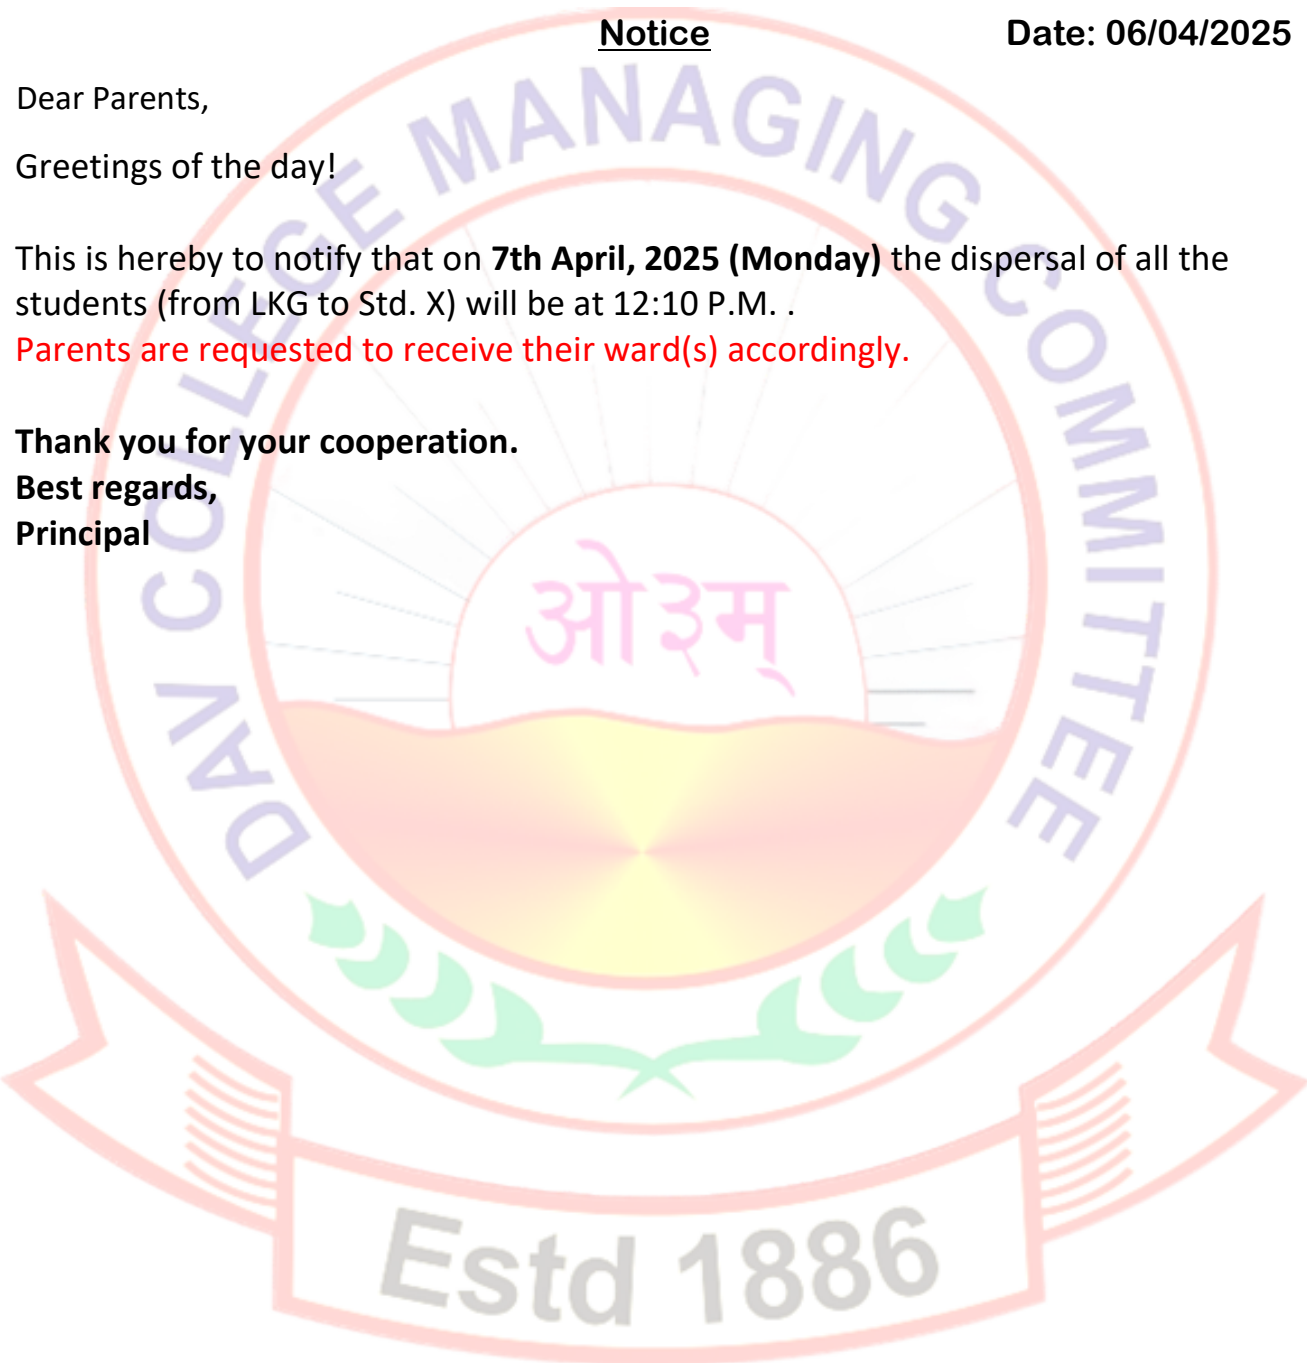 Notice Date: 06/04/2025
Dear Parents,
Greetings of the day!
This is hereby to notify that on 7th April, 2025 (Monday) the dispersal of all the
students (from LKG to Std. X) will be at 12:10 P.M. .
Parents are requested to receive their ward(s) accordingly.
Thank you for your cooperation.
Best regards,
Principal
DAV COLLEGE MANAGING COMMITTEE
ओ३म्
Estd 1886